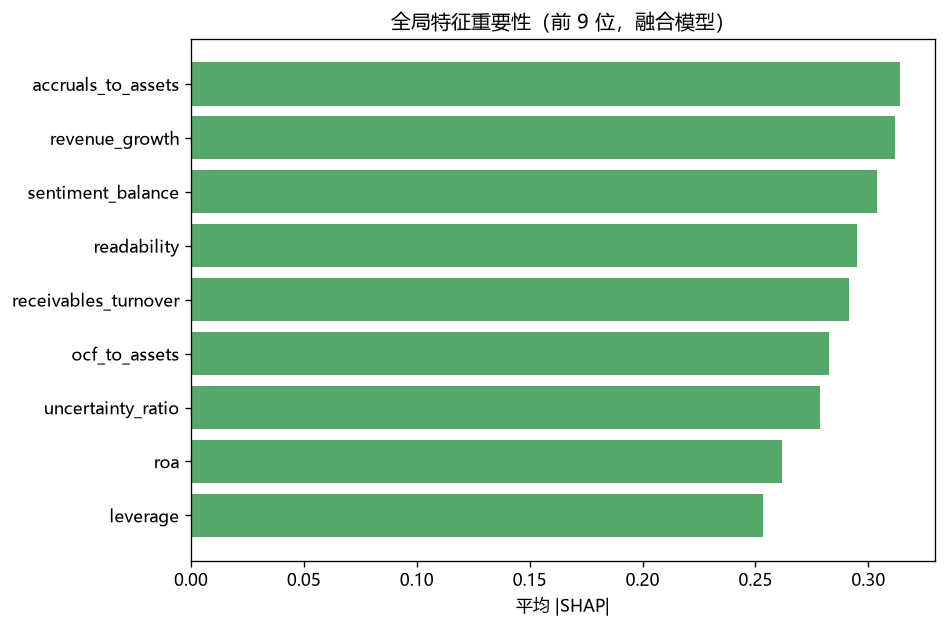 全局特征重要性（前 9 位，融合模型）
accruals_to_assets
revenue_growth
sentiment_balance
readability
receivables_turnover
ocf_to_assets
uncertainty_ratio
roa
leverage
0.00 0.05 0.10 0.15 0.20 0.25 0.30
平均 |SHAP|